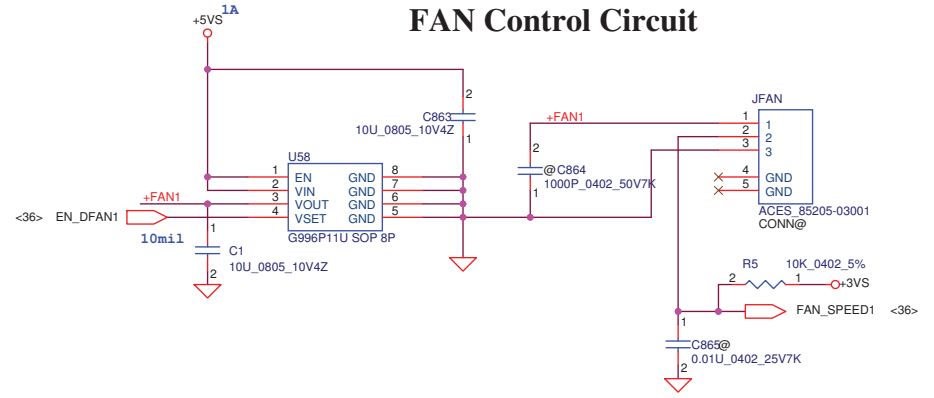 FAN Control Circuit
1A
+5VS
2
C863
10U_0805_10V4Z
1
JFAN
+FAN1
1 1
2 2
3 3
4 GND
5 GND
ACES_85205-03001
CONN@
2
@C864
1000P_0402_50V7K
1
U58
1 EN GND 8
2 VIN GND 7
+FAN1 3 VOUT GND 6
<36> EN_DFAN1 4 VSET GND 5
G996P11U SOP 8P
10mil
1
C1
10U_0805_10V4Z
2
R5 10K_0402_5%
2 1 +3VS
FAN_SPEED1 <36>
1
C865@
0.01U_0402_25V7K
2